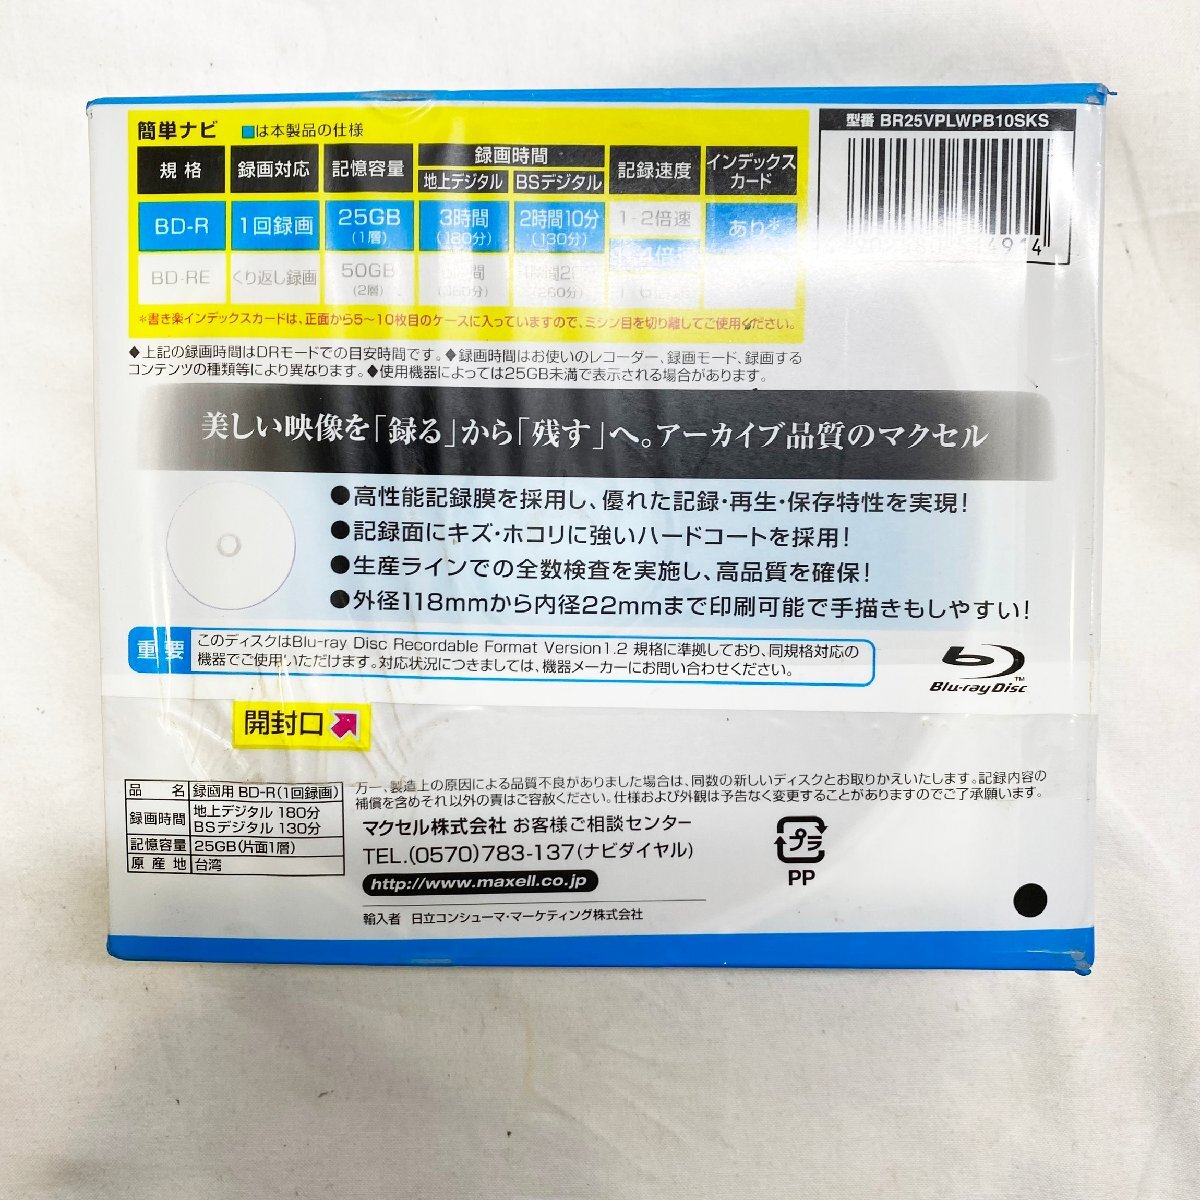 簡単ナビ ■は本製品の仕様
型番 BR25VPLWPB10SKS
規格 録画対応 記憶容量 録画時間 記録速度 インデックスカード
地上デジタル BSデジタル
BD-R 1回録画 25GB 3時間 2時間10分 1-2倍速 あり*
(1層) (180分) (130分)
BD-RE くり返し録画 50GB
(2層) (260分)
4914
*書き楽インデックスカードは、正面から5〜10枚目のケースに入っていますので、ミシン目を切り離してご使用ください。
◆上記の録画時間はDRモードでの目安時間です。◆録画時間はお使いのレコーダー、録画モード、録画する
コンテンツの種類等により異なります。◆使用機器によっては25GB未満で表示される場合があります。
美しい映像を「録る」から「残す」へ。アーカイブ品質のマクセル
●高性能記録膜を採用し、優れた記録・再生・保存特性を実現!
●記録面にキズ・ホコリに強いハードコートを採用!
●生産ラインでの全数検査を実施し、高品質を確保!
●外径118mmから内径22mmまで印刷可能で手描きもしやすい!
重要 このディスクはBlu-ray Disc Recordable Format Version1.2 規格に準拠しており、同規格対応の
機器でご使用いただけます。対応状況につきましては、機器メーカーにお問い合わせください。
Blu-ray Disc TM
開封口
品名 録画用 BD-R(1回録画)
録画時間 地上デジタル 180分
BSデジタル 130分
記憶容量 25GB(片面1層)
原産地 台湾
万一、製造上の原因による品質不良がありました場合は、同数の新しいディスクとお取りかえいたします。記録内容の
補償を含めそれ以外の責はご容赦ください。仕様および外観は予告なく変更することがありますのでご了承願います。
マクセル株式会社 お客様ご相談センター
TEL.(0570)783-137(ナビダイヤル)
http://www.maxell.co.jp
輸入者 日立コンシューマ・マーケティング株式会社
プラ
PP